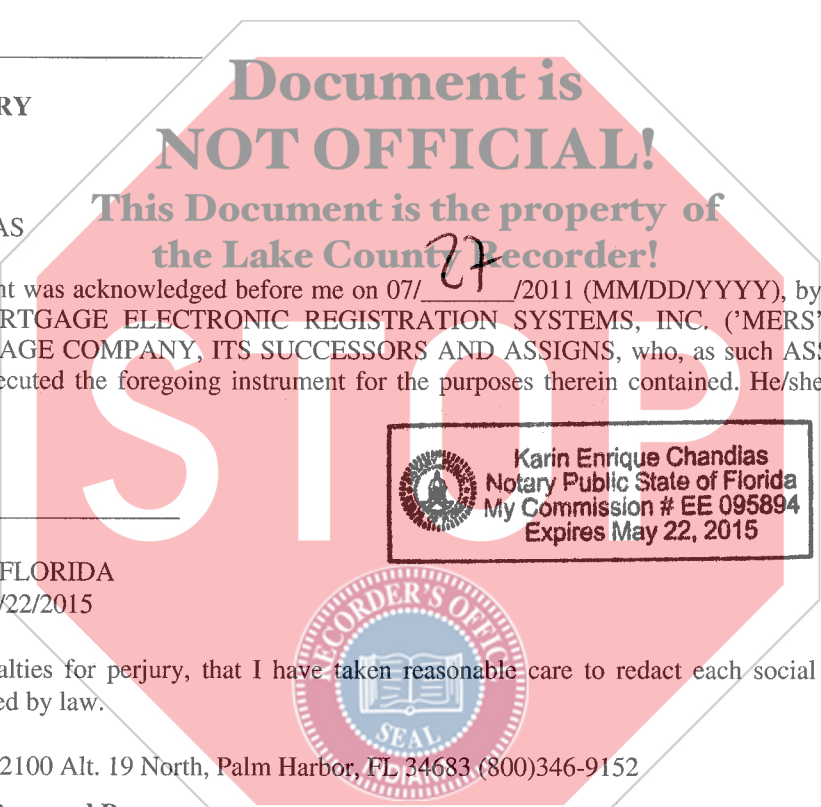 Document is
NOT OFFICIAL!
This Document is the property of
the Lake County Recorder!
RY
AS
nt was acknowledged before me on 07/ 27 /2011 (MM/DD/YYYY), by
RTGAGE ELECTRONIC REGISTRATION SYSTEMS, INC. ('MERS'
AGE COMPANY, ITS SUCCESSORS AND ASSIGNS, who, as such ASS
ecuted the foregoing instrument for the purposes therein contained. He/she
STOP
Karin Enrique Chandias
Notary Public State of Florida
My Commission # EE 095894
Expires May 22, 2015
FLORIDA
/22/2015
RECORDER'S OFFIC
SEAL
INDIANA
alties for perjury, that I have taken reasonable care to redact each social
ed by law.
2100 Alt. 19 North, Palm Harbor, FL 34683 (800)346-9152